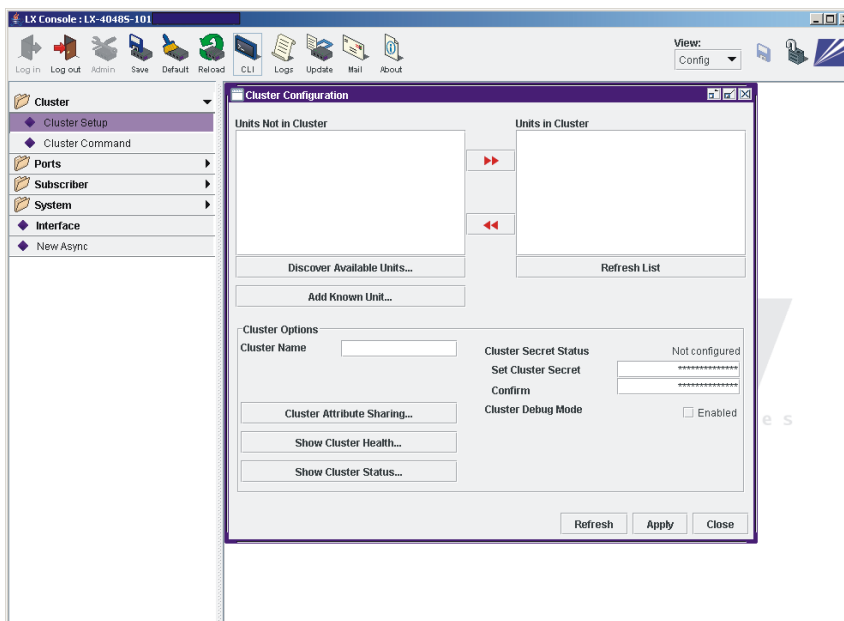 LX Console : LX-4048S-101
Log in Log out Admin Save Default Reload CLI Logs Update Mail About
View:
Config
Cluster
Cluster Setup
Cluster Command
Ports
Subscriber
System
Interface
New Async
Cluster Configuration
Units Not in Cluster
Units in Cluster
Discover Available Units...
Refresh List
Add Known Unit...
Cluster Options
Cluster Name
Cluster Secret Status Not configured
Set Cluster Secret **************
Confirm **************
Cluster Debug Mode Enabled
Cluster Attribute Sharing...
Show Cluster Health...
Show Cluster Status...
Refresh Apply Close
e s